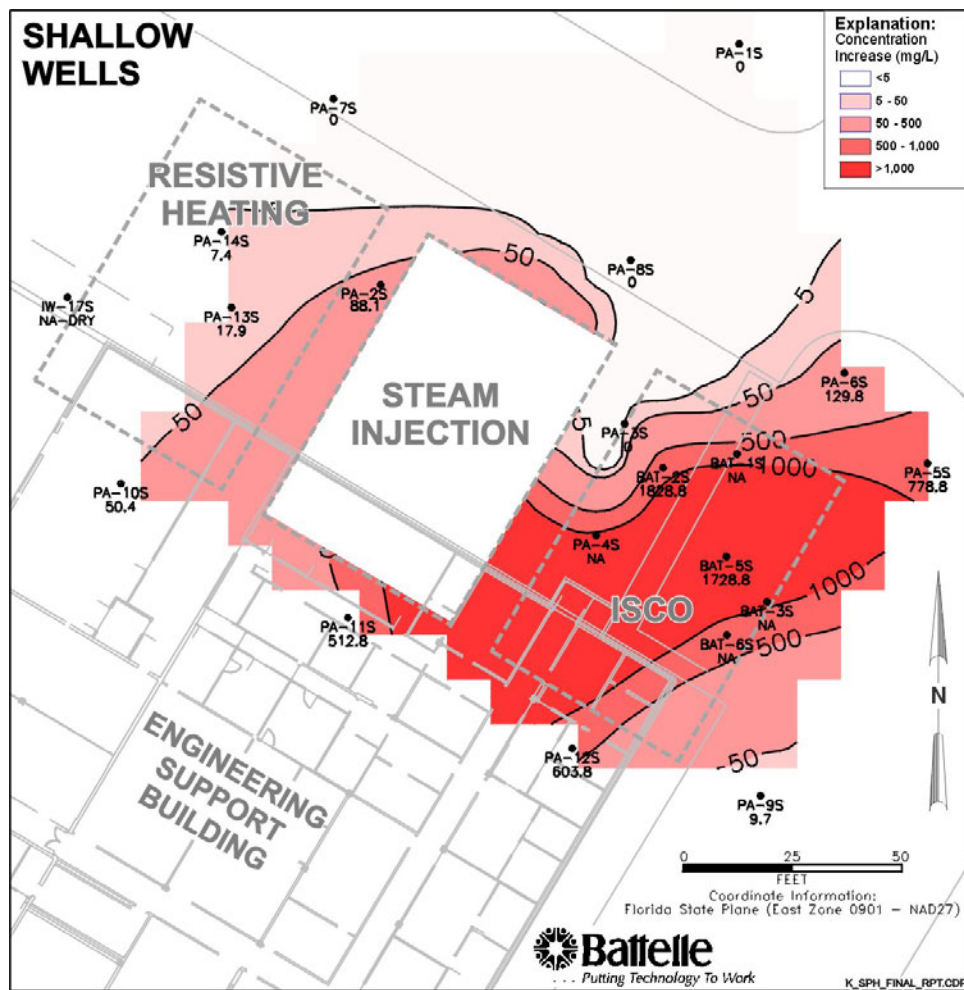 SHALLOW
WELLS
Explanation:
Concentration
Increase (mg/L)
<5
5 - 50
50 - 500
500 - 1,000
>1,000
PA-1S
0
PA-7S
0
RESISTIVE
HEATING
PA-14S
7.4
PA-8S
0
50
5
IW-17S
NA-DRY
PA-13S
17.9
PA-2S
88.1
STEAM
INJECTION
PA-6S
129.8
50
50
5
PA-3S
0
500
BAT-1S
NA
1000
BAT-2S
1828.8
PA-5S
778.8
PA-10S
50.4
PA-4S
NA
BAT-5S
1728.8
1000
ISCO
BAT-3S
NA
PA-11S
512.8
BAT-6S
NA
500
ENGINEERING
SUPPORT
BUILDING
PA-12S
603.8
50
PA-9S
9.7
N
0 25 50
FEET
Coordinate Information:
Florida State Plane (East Zone 0901 - NAD27)
Battelle
. . . Putting Technology To Work
K_SPH_FINAL_RPT.CDR